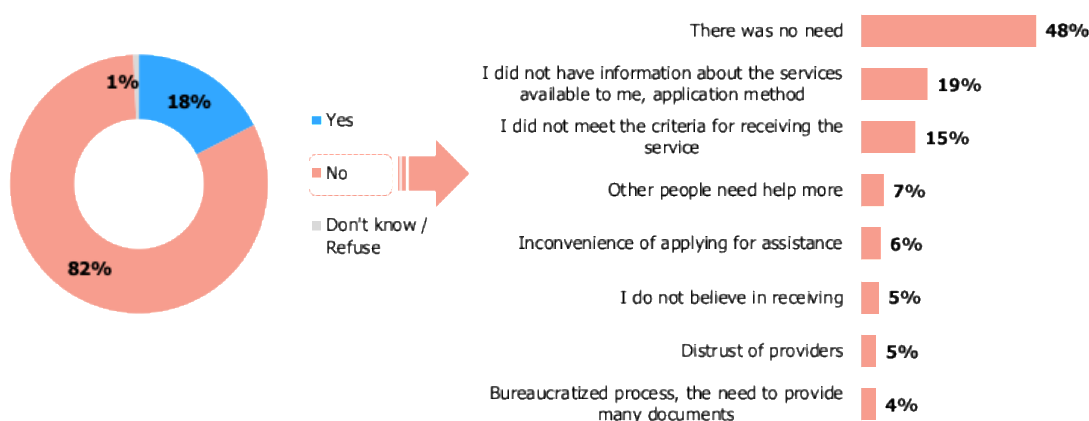 1%
18%
82%
Yes
No
Don't know /
Refuse
There was no need
48%
I did not have information about the services
available to me, application method
19%
I did not meet the criteria for receiving the
service
15%
Other people need help more
7%
Inconvenience of applying for assistance
6%
I do not believe in receiving
5%
Distrust of providers
5%
Bureaucratized process, the need to provide
many documents
4%